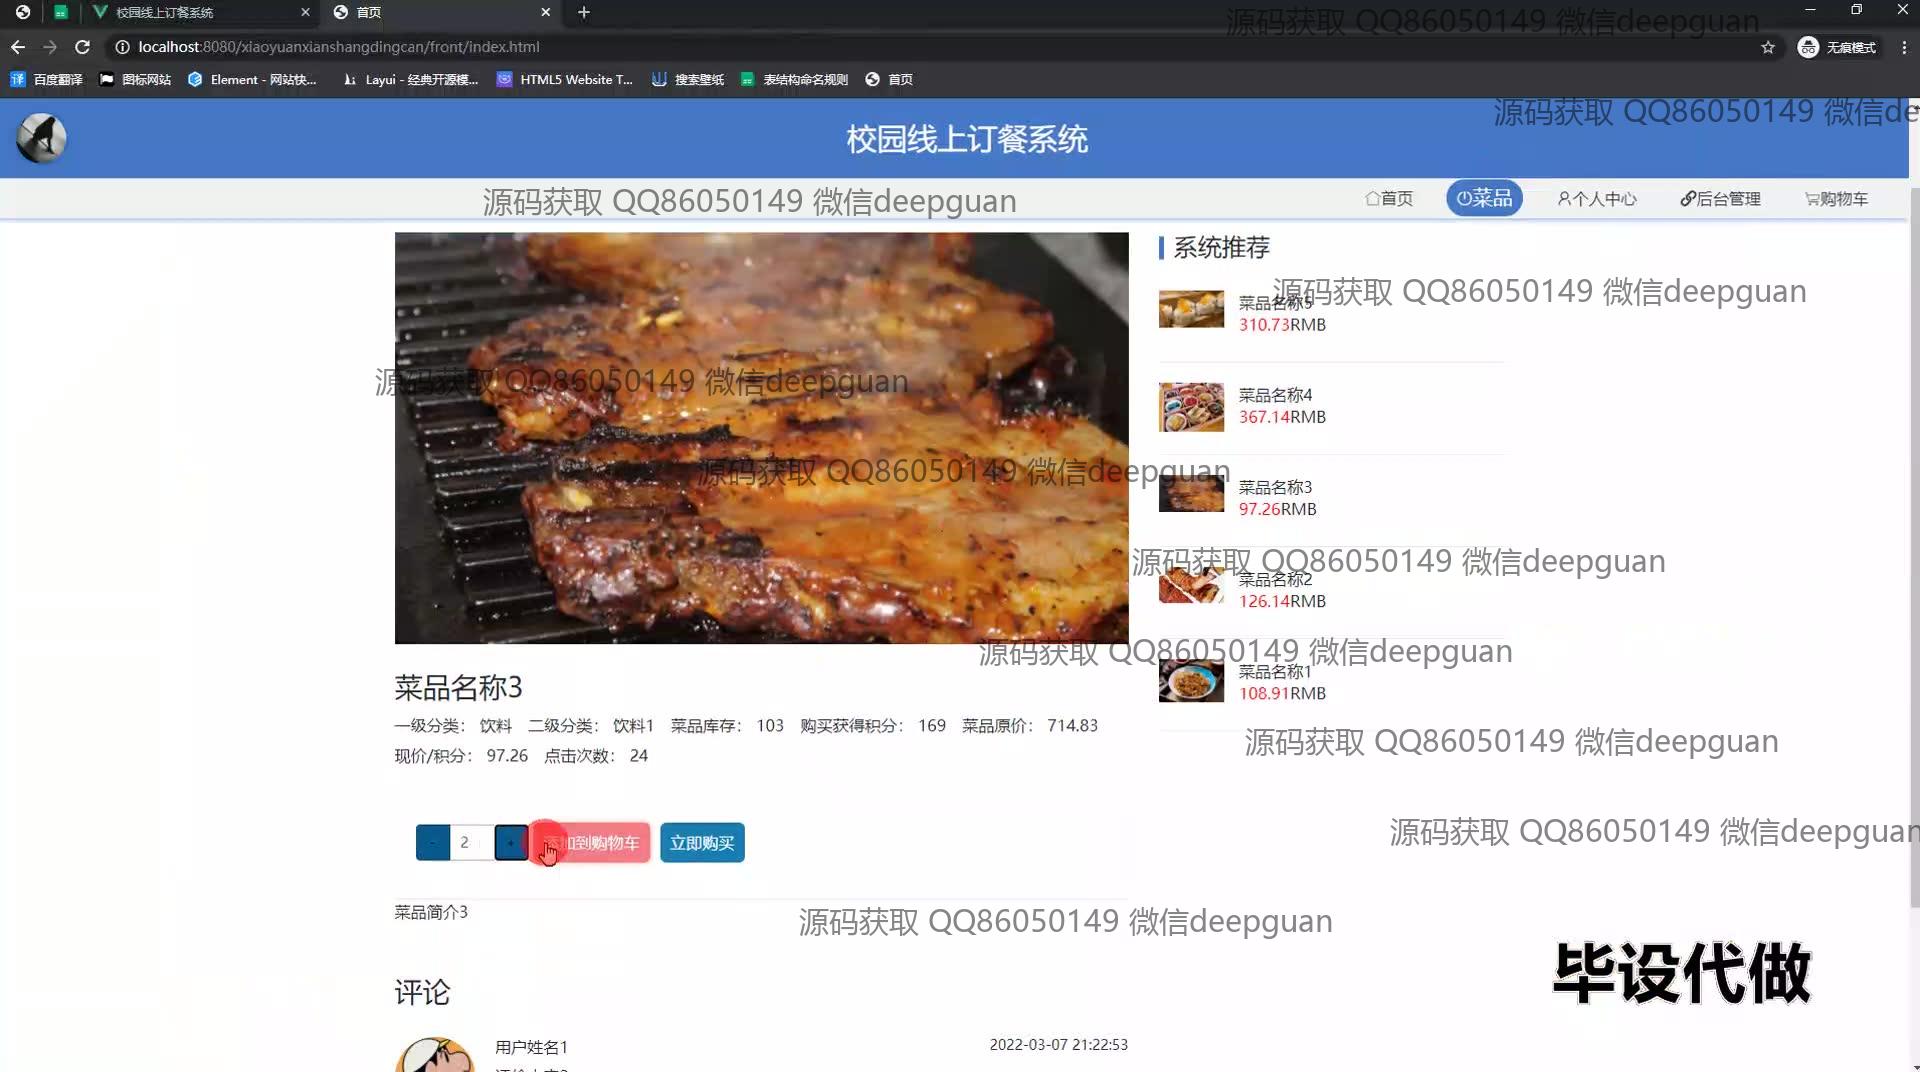 校园线上订餐系统
首页
源码获取 QQ86050149 微信deepguan
localhost:8080/xiaoyuanxianshangdingcan/front/index.html
无痕模式
百度翻译
图标网站
Element - 网站快...
Layui - 经典开源模...
HTML5 Website T...
搜索壁纸
表结构命名规则
首页
源码获取 QQ86050149 微信de
校园线上订餐系统
源码获取 QQ86050149 微信deepguan
首页
菜品
个人中心
后台管理
购物车
系统推荐
源码获取 QQ86050149 微信deepguan
菜品名称5
310.73RMB
源码获取 QQ86050149 微信deepguan
菜品名称4
367.14RMB
源码获取 QQ86050149 微信deepguan
菜品名称3
97.26RMB
源码获取 QQ86050149 微信deepguan
菜品名称2
126.14RMB
源码获取 QQ86050149 微信deepguan
菜品名称1
108.91RMB
菜品名称3
一级分类： 饮料 二级分类： 饮料1 菜品库存： 103 购买获得积分： 169 菜品原价： 714.83
现价/积分： 97.26 点击次数： 24
源码获取 QQ86050149 微信deepguan
- 2 + 添加到购物车 立即购买
源码获取 QQ86050149 微信deepguan
菜品简介3
源码获取 QQ86050149 微信deepguan
毕设代做
评论
用户姓名1
2022-03-07 21:22:53